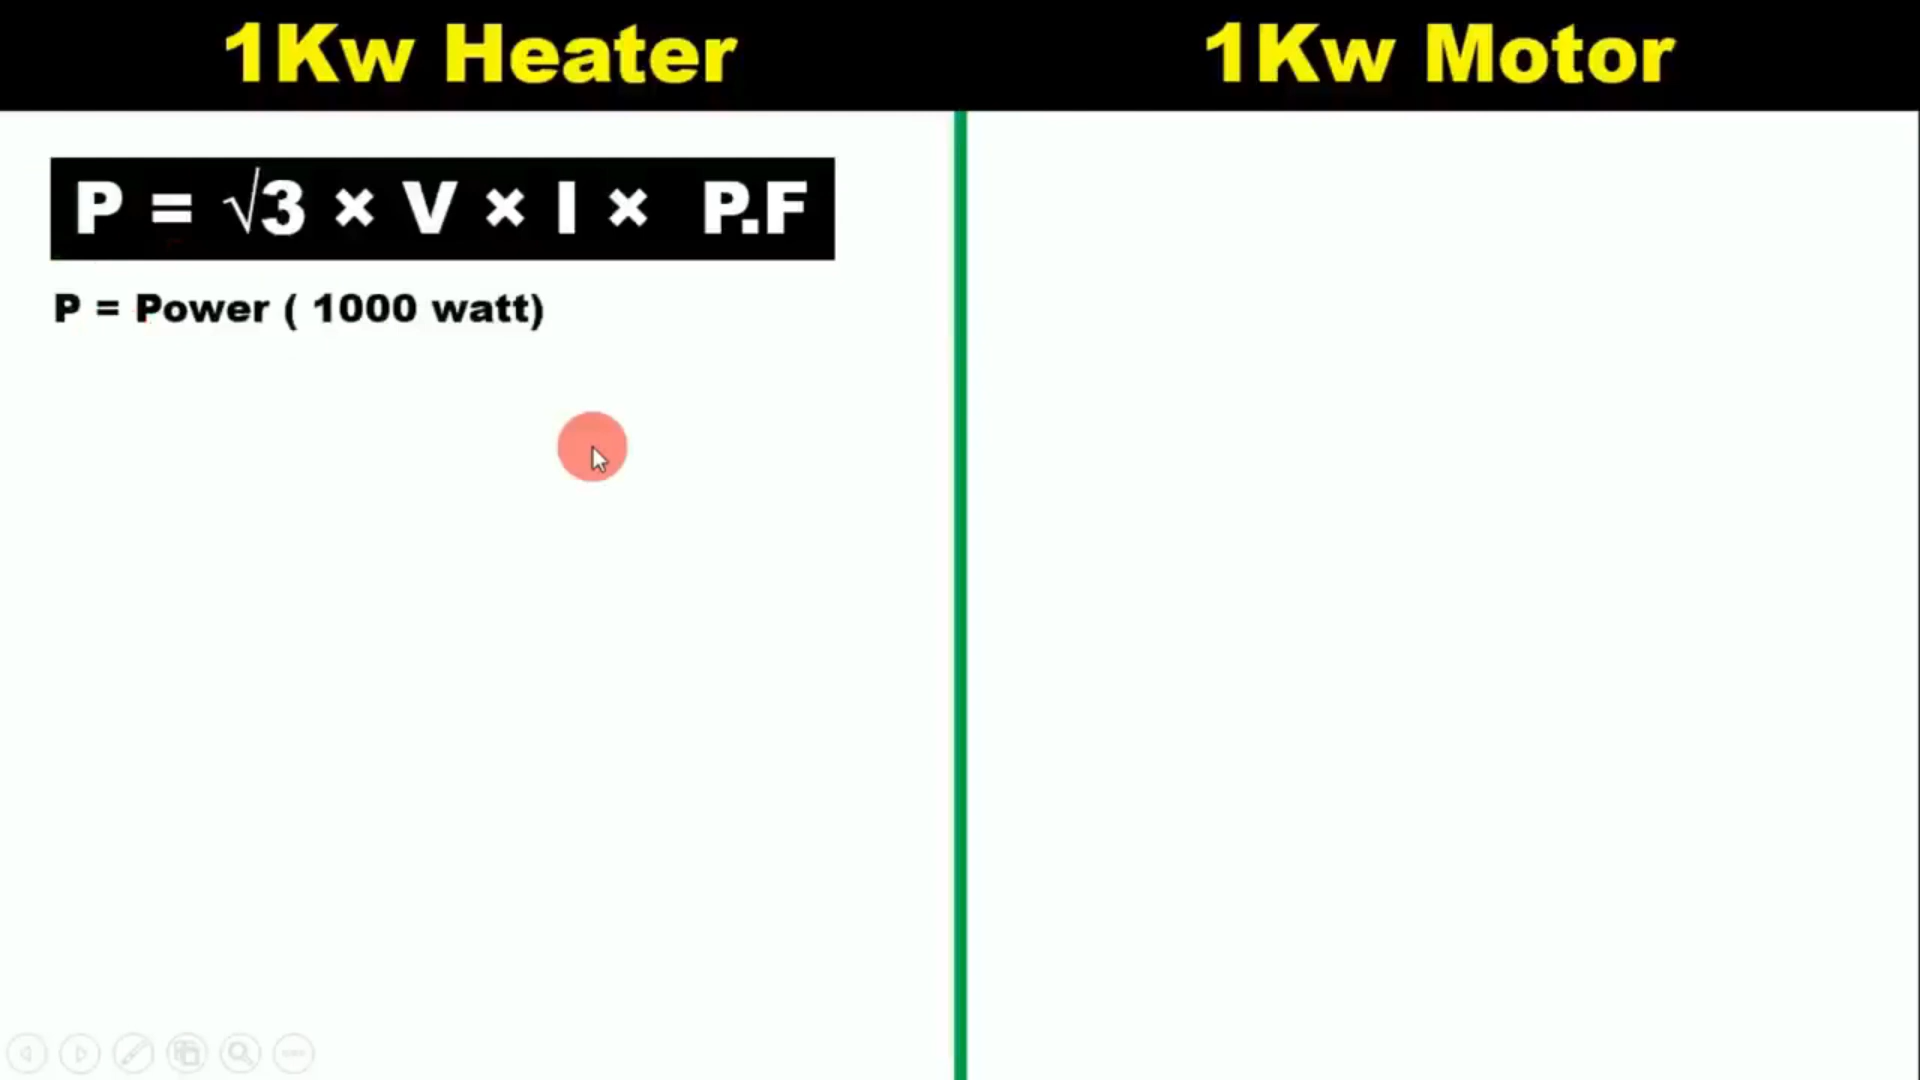 1Kw Heater
1Kw Motor
P = √3 × V × I × P.F
P = Power ( 1000 watt)